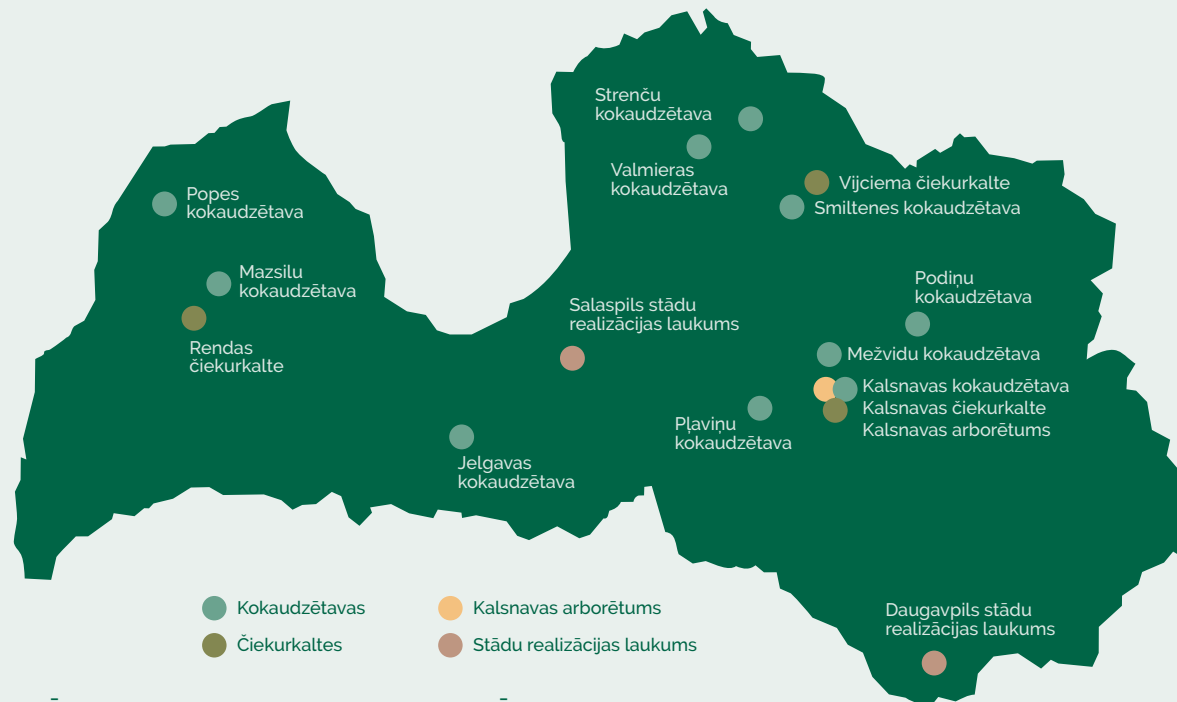 Strenču
kokaudzētava
Valmieras
kokaudzētava
Vijciema čiekurkalte
Smiltenes kokaudzētava
Popes
kokaudzētava
Mazsilu
kokaudzētava
Rendas
čiekurkalte
Salaspils stādu
realizācijas laukums
Podiņu
kokaudzētava
Mežvidu kokaudzētava
Kalsnavas kokaudzētava
Kalsnavas čiekurkalte
Kalsnavas arborētums
Pļaviņu
kokaudzētava
Jelgavas
kokaudzētava
Daugavpils stādu
realizācijas laukums
Kokaudzētavas
Čiekurkaltes
Kalsnavas arborētums
Stādu realizācijas laukums